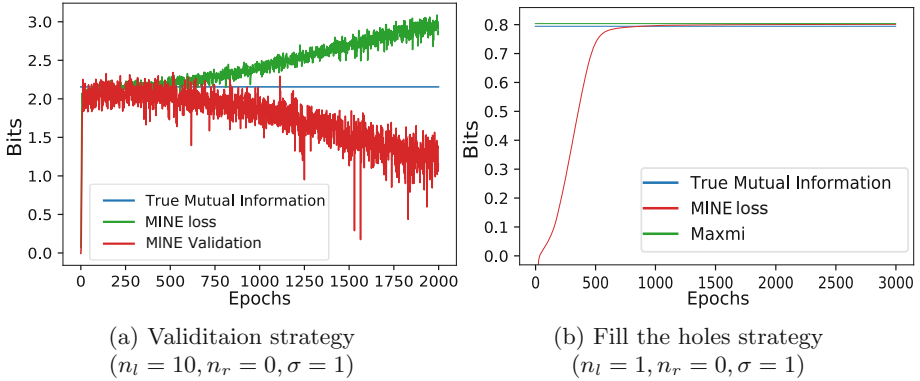 3.0
2.5
2.0
1.5
1.0
0.5
0.0
Bits
True Mutual Information
MINE loss
MINE Validation
0 250 500 750 1000 1250 1500 1750 2000
Epochs
(a) Validitaion strategy
(n_l = 10, n_r = 0, σ = 1)
0.8
0.7
0.6
0.5
0.4
0.3
0.2
0.1
0.0
Bits
True Mutual Information
MINE loss
Maxmi
0 500 1000 1500 2000 2500 3000
Epochs
(b) Fill the holes strategy
(n_l = 1, n_r = 0, σ = 1)